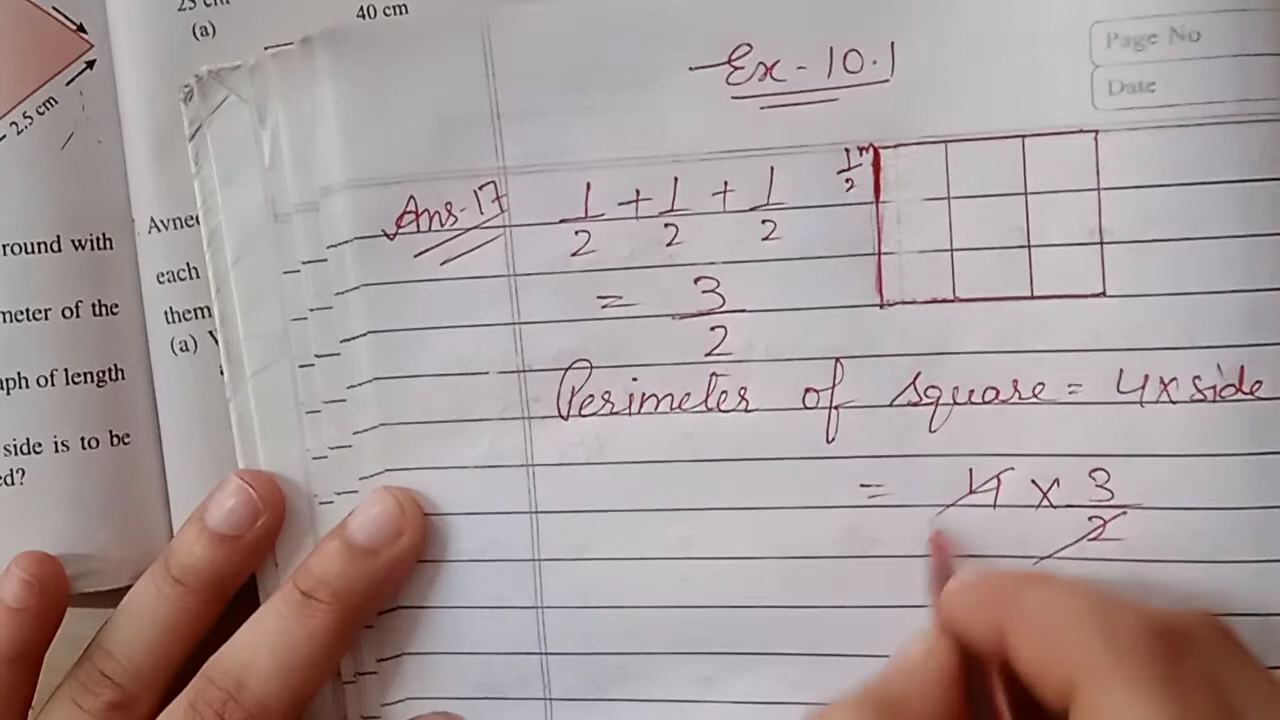 25 cm
(a)
40 cm
2.5 cm
round with
meter of the
aph of length
side is to be
ed?
Avne
each
them
(a)
Page No
Date
Ex - 10.1
Ans-17 1/2 + 1/2 + 1/2
1/2 m
= 3/2
Perimeter of square = 4 x side
= 4 x 3/2